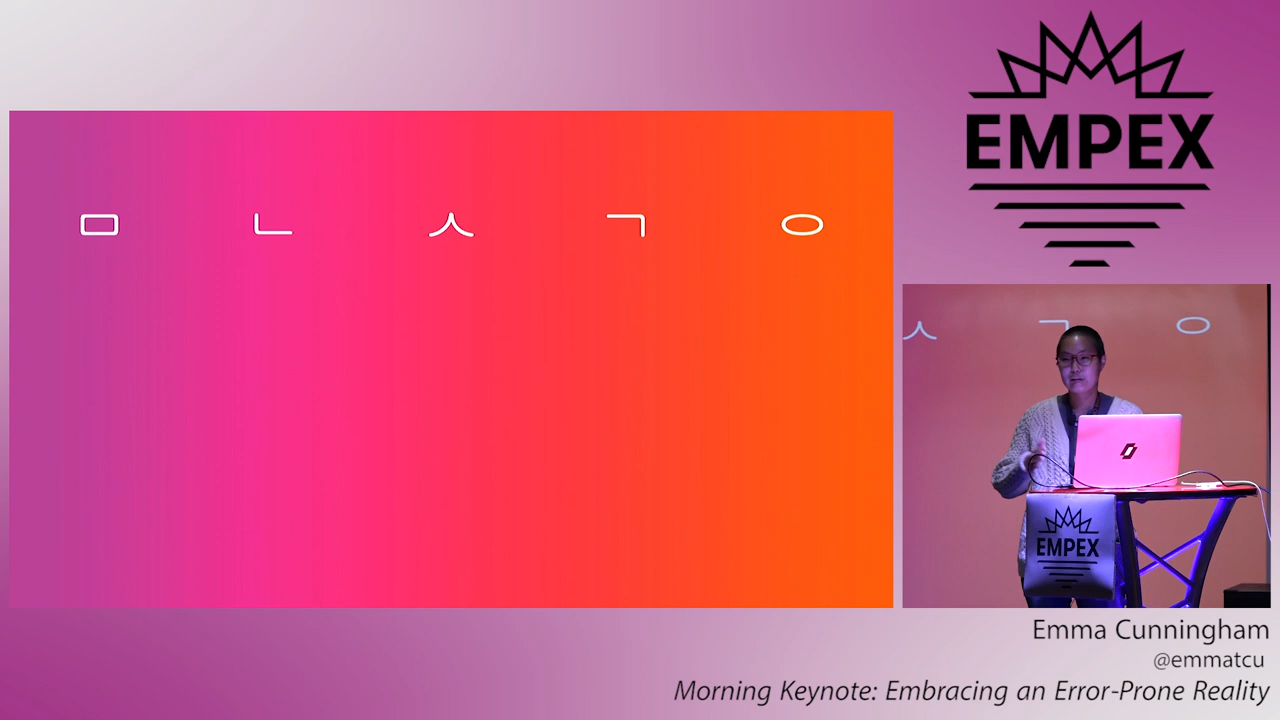 ㅁ ㄴ ㅅ ㄱ ㅇ
EMPEX
ㅅ ㄱ ㅇ
EMPEX
Emma Cunningham
@emmatcu
Morning Keynote: Embracing an Error-Prone Reality